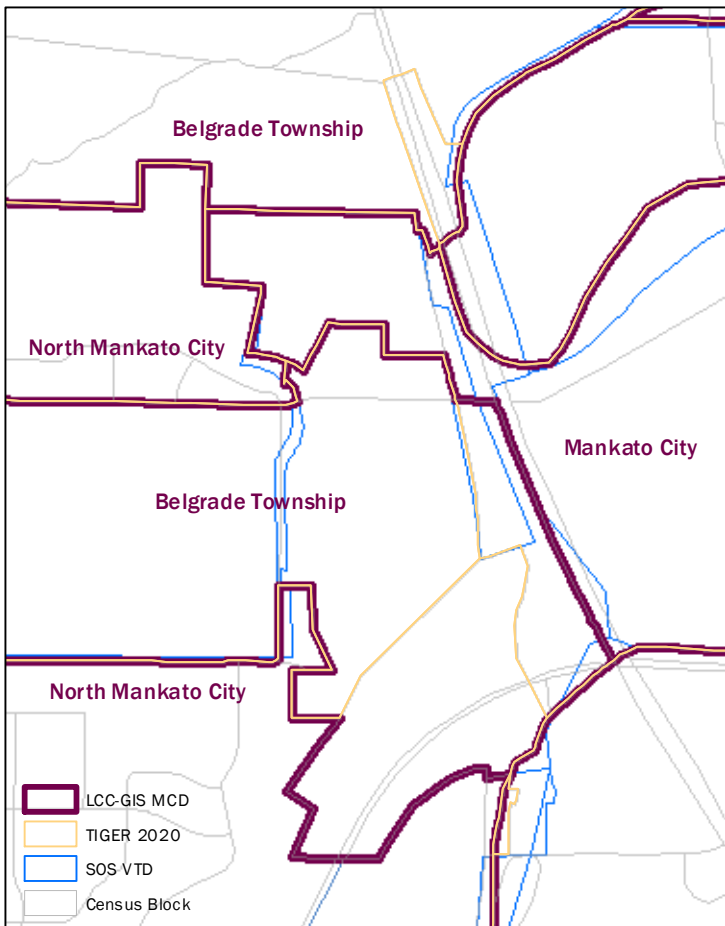 Belgrade Township
North Mankato City
Mankato City
Belgrade Township
North Mankato City
LCC-GIS MCD
TIGER 2020
SOS VTD
Census Block